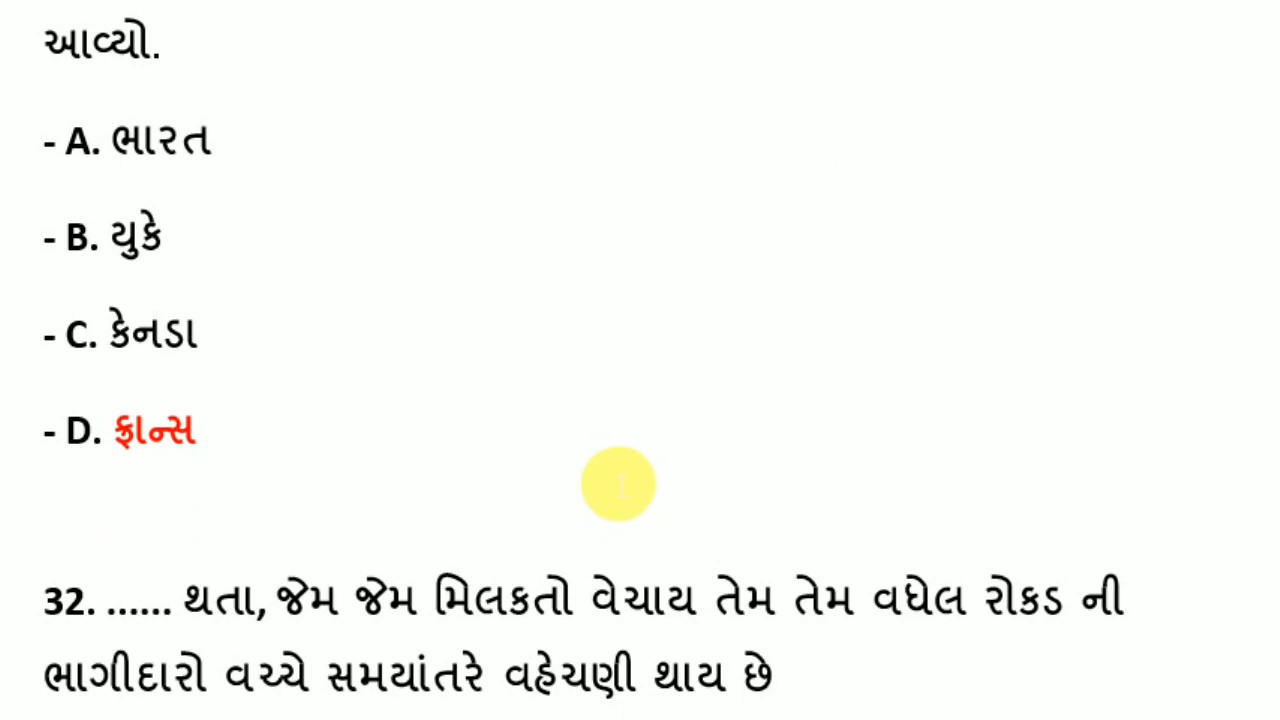 આવ્યો.
- A. ભારત
- B. યુકે
- C. કેનડા
- D. ફ્રાન્સ
32. ...... થતા, જેમ જેમ મિલકતો વેચાય તેમ તેમ વધેલ રોકડ ની
ભાગીદારો વચ્ચે સમયાંતરે વહેચણી થાય છે